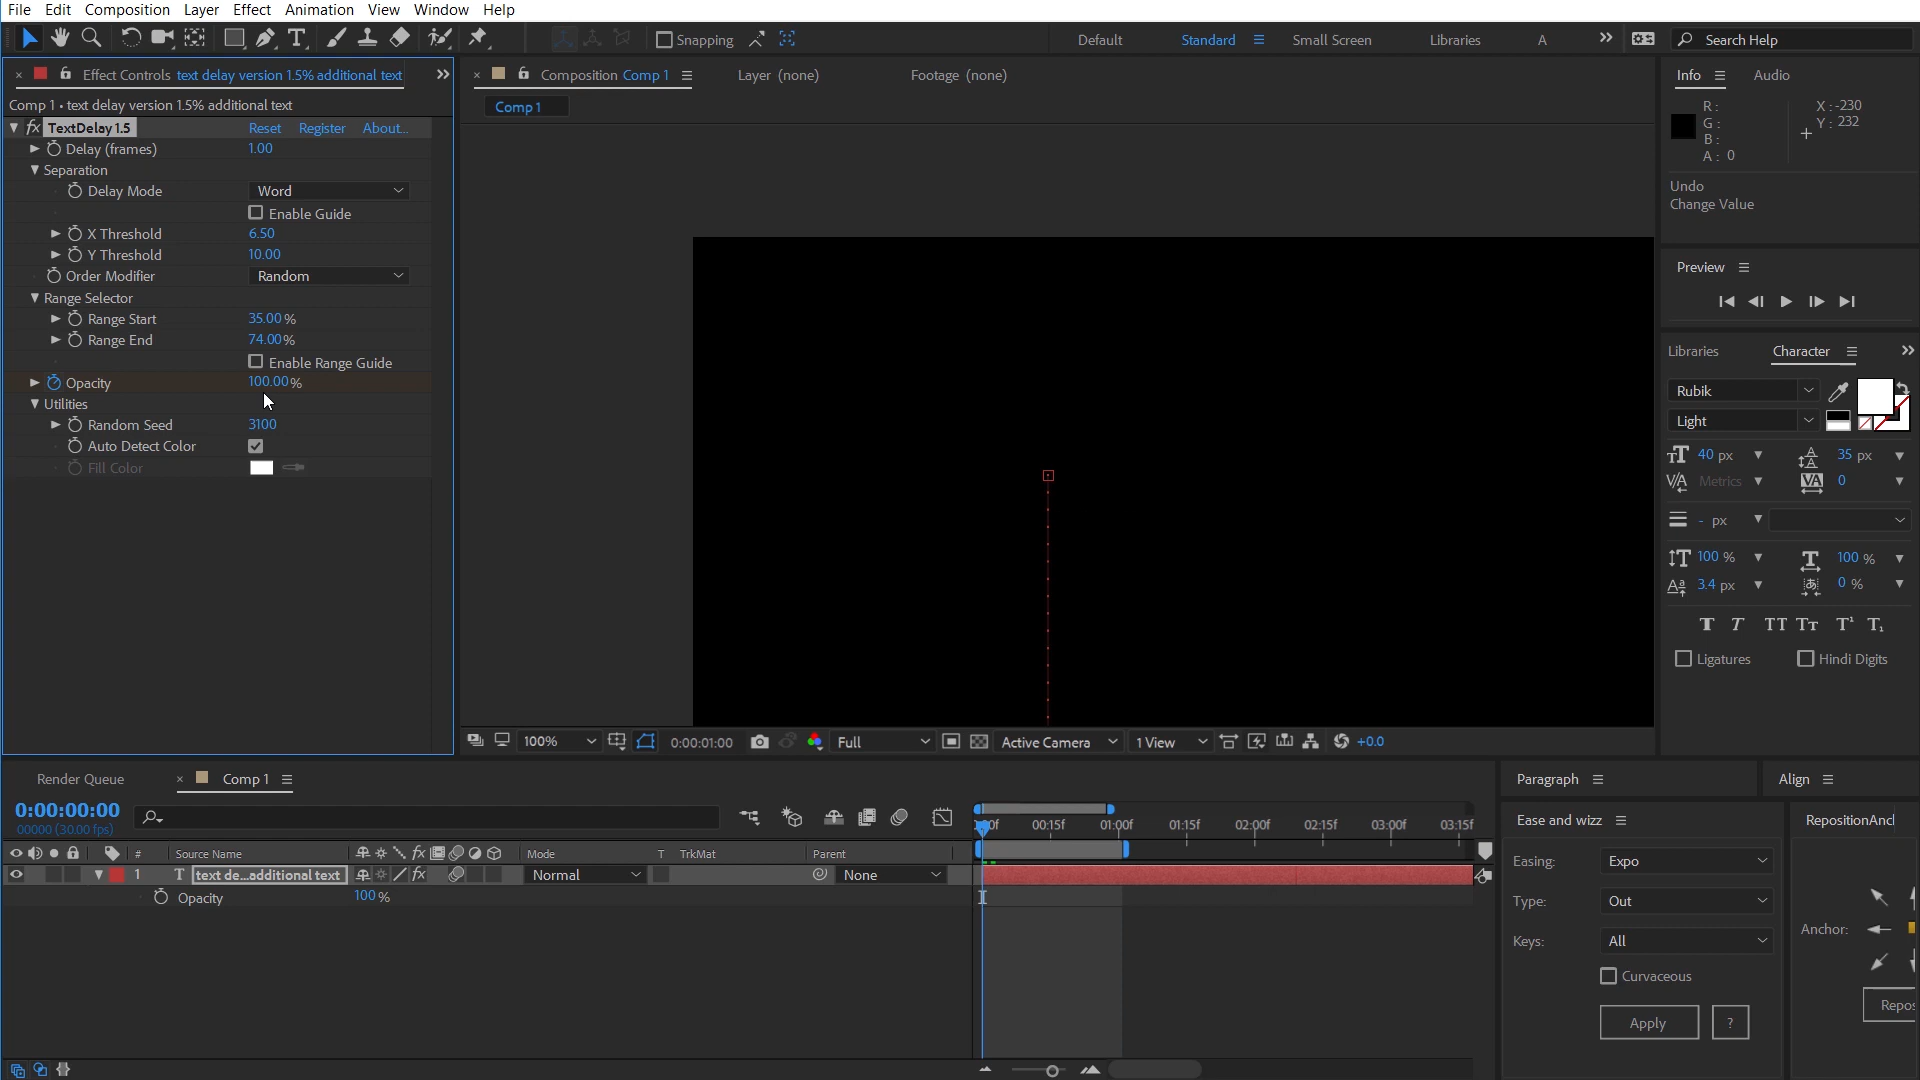 File Edit Composition Layer Effect Animation View Window Help
Snapping Default Standard Small Screen Libraries A Search Help
Effect Controls text delay version 1.5% additional text
Composition Comp 1 Layer (none) Footage (none)
Info Audio
Comp 1 • text delay version 1.5% additional text
Comp 1
R :
G :
B :
A : 0
X :-230
Y : 232
TextDelay 1.5 Reset Register About...
Delay (frames) 1.00
Separation
Delay Mode Word
Enable Guide
X Threshold 6.50
Y Threshold 10.00
Order Modifier Random
Range Selector
Range Start 35.00 %
Range End 74.00%
Enable Range Guide
Opacity 100.00%
Utilities
Random Seed 3100
Auto Detect Color
Fill Color
Undo
Change Value
Preview
Libraries Character
Rubik
Light
40 px 35 px
Metrics 0
- px
100 % 100 %
3.4 px 0 %
T T TT Tт T¹ T₁
Ligatures Hindi Digits
100% 0:00:01:00 Full Active Camera 1 View +0.0
Render Queue Comp 1
0:00:00:00
00000 (30.00 fps)
00:15f 01:00f 01:15f 02:00f 02:15f 03:00f 03:15f
# Source Name Mode T TrkMat Parent
1 T text de...additional text Normal None
Opacity 100 %
Paragraph Align
Ease and wizz
Easing: Expo
Type: Out
Keys: All
Curvaceous
Apply ?
RepositionAncl
Anchor:
Repos